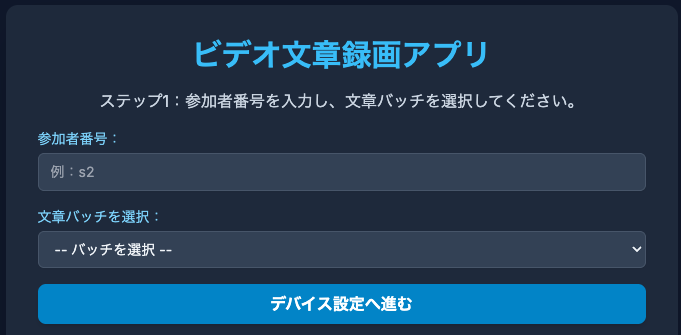 ビデオ文章録画アプリ
ステップ1：参加者番号を入力し、文章バッチを選択してください。
参加者番号：
例：s2
文章バッチを選択：
-- バッチを選択 --
デバイス設定へ進む